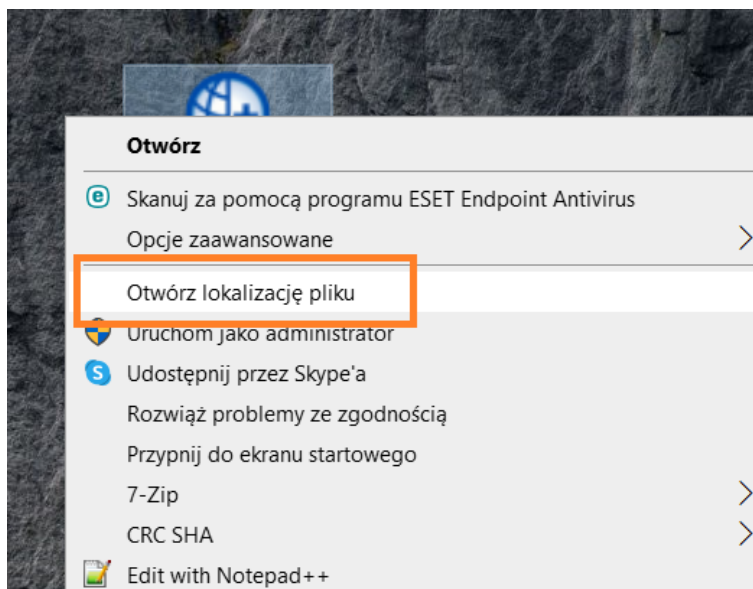 Otwórz
Skanuj za pomocą programu ESET Endpoint Antivirus
Opcje zaawansowane
Otwórz lokalizację pliku
Uruchom jako administrator
Udostępnij przez Skype'a
Rozwiąż problemy ze zgodnością
Przypnij do ekranu startowego
7-Zip
CRC SHA
Edit with Notepad++